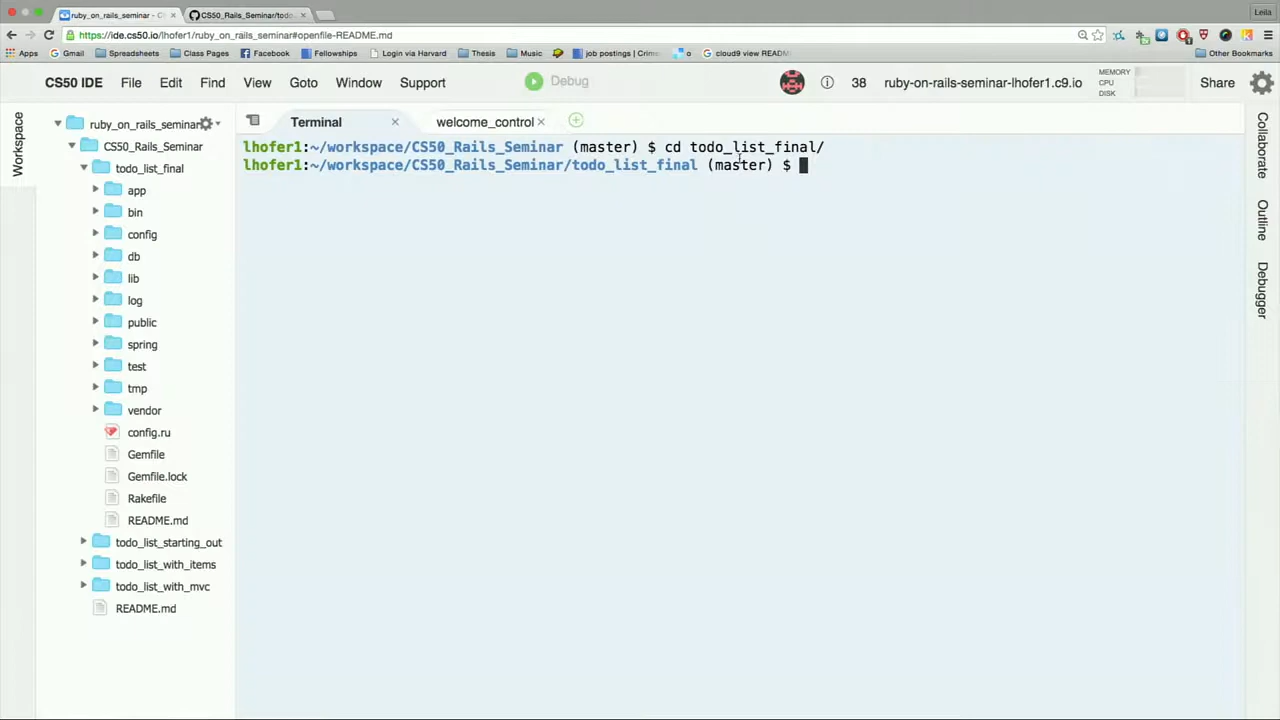 ruby_on_rails_seminar - C
CS50_Rails_Seminar/todo
Leila
https://ide.cs50.io/lhofer1/ruby_on_rails_seminar#openfile-README.md
Apps Gmail Spreadsheets Class Pages Facebook Fellowships Login via Harvard Thesis Music job postings | Crims cloud9 view READM Other Bookmarks
CS50 IDE File Edit Find View Goto Window Support Debug 38 ruby-on-rails-seminar-lhofer1.c9.io MEMORY CPU DISK Share
Workspace
ruby_on_rails_seminar
CS50_Rails_Seminar
todo_list_final
app
bin
config
db
lib
log
public
spring
test
tmp
vendor
config.ru
Gemfile
Gemfile.lock
Rakefile
README.md
todo_list_starting_out
todo_list_with_items
todo_list_with_mvc
README.md
Terminal welcome_control
lhofer1:~/workspace/CS50_Rails_Seminar (master) $ cd todo_list_final/
lhofer1:~/workspace/CS50_Rails_Seminar/todo_list_final (master) $
Collaborate
Outline
Debugger